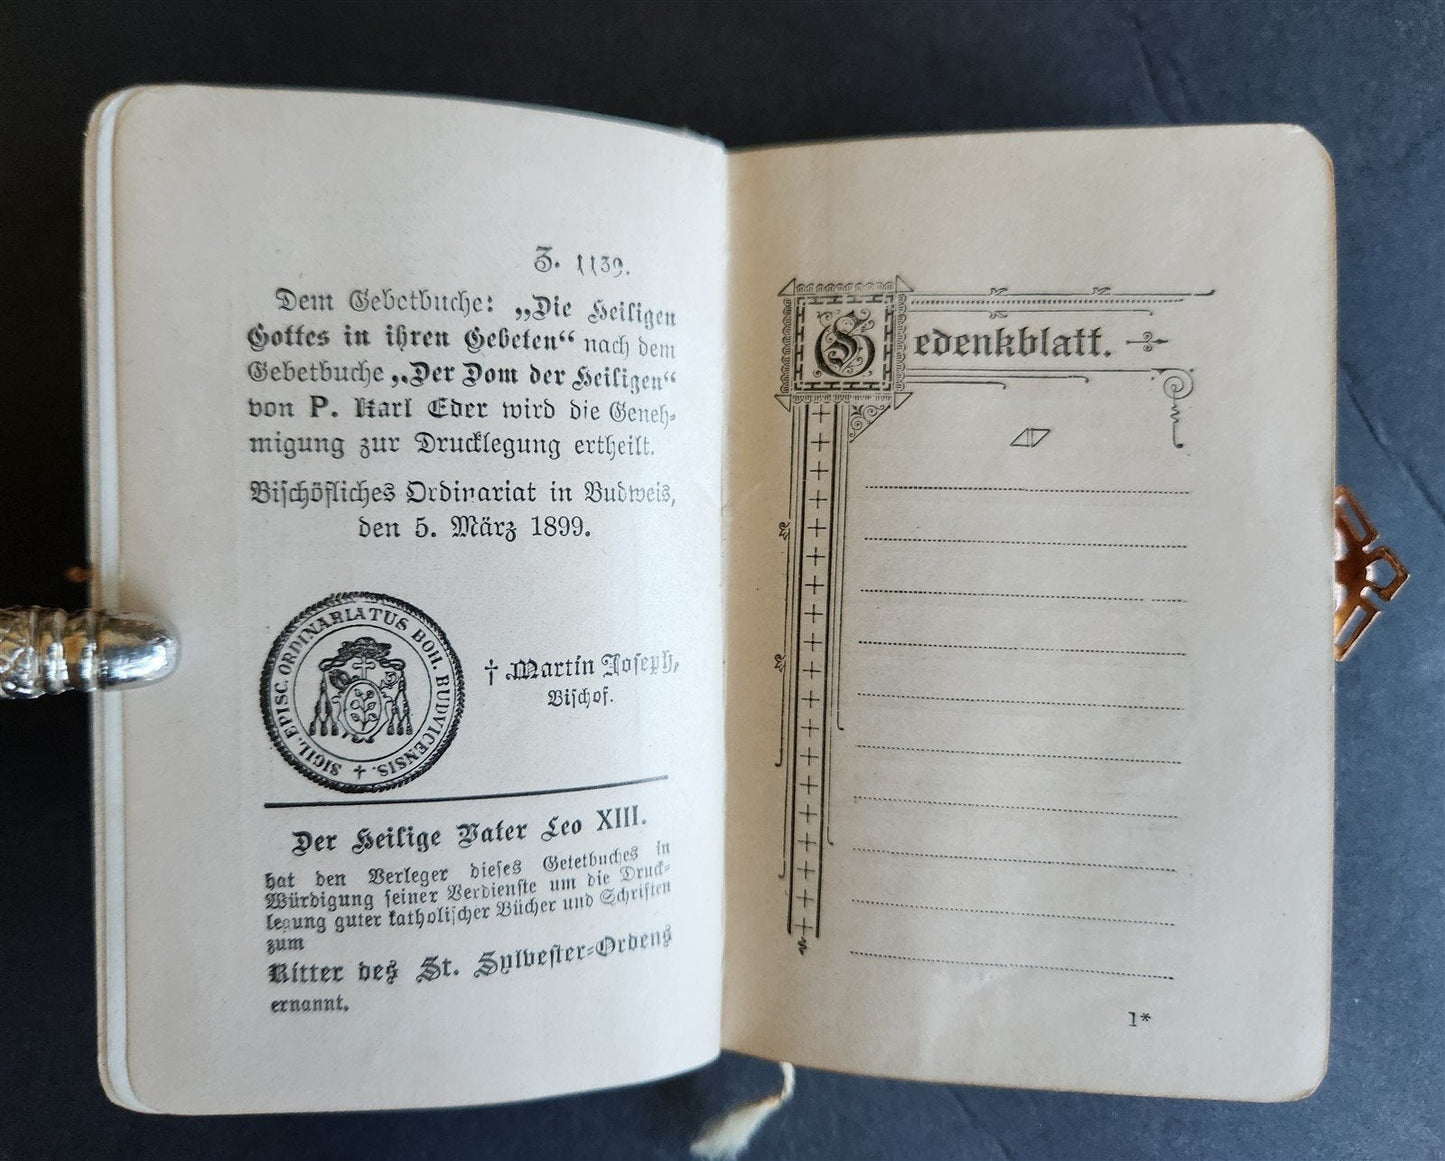 Z. 1139.
Dem Gebetbuche: „Die Heiligen
Gottes in ihren Gebeten“ nach dem
Gebetbuche „Der Dom der Heiligen“
von P. Karl Eder wird die Geneh=
migung zur Drucklegung ertheilt.
Bischöfliches Ordinariat in Budweis,
den 5. März 1899.
SIGIL. EPISC. ORDINARIATUS BOH. BUDVICENSIS. ✝
† Martin Joseph,
Bischof.
Der Heilige Vater Leo XIII.
hat den Verleger dieses Getetbuches in
Würdigung seiner Verdienste um die Druck=
legung guter katholischer Bücher und Schriften
zum
Ritter des St. Sylvester=Ordens
ernannt.
Gedenkblatt.
1*